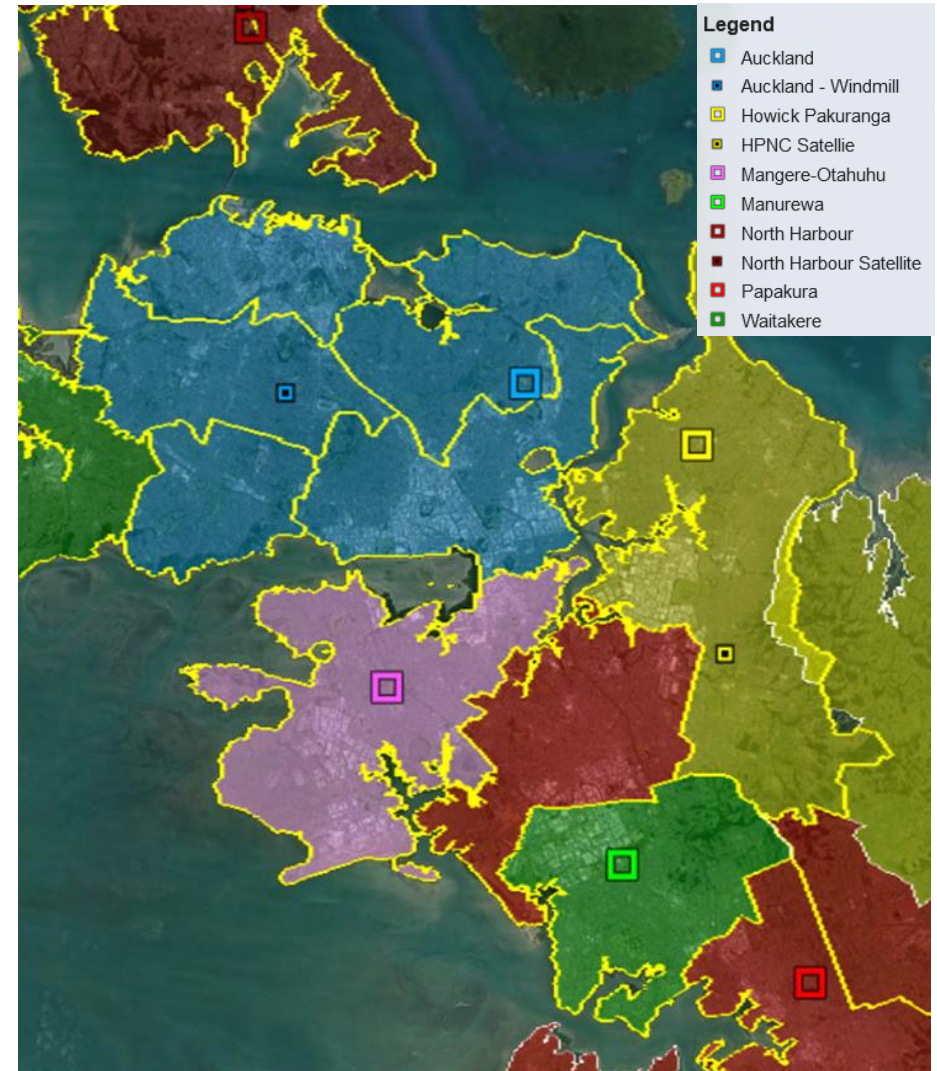 Legend
Auckland
Auckland - Windmill
Howick Pakuranga
HPNC Satellie
Mangere-Otahuhu
Manurewa
North Harbour
North Harbour Satellite
Papakura
Waitakere